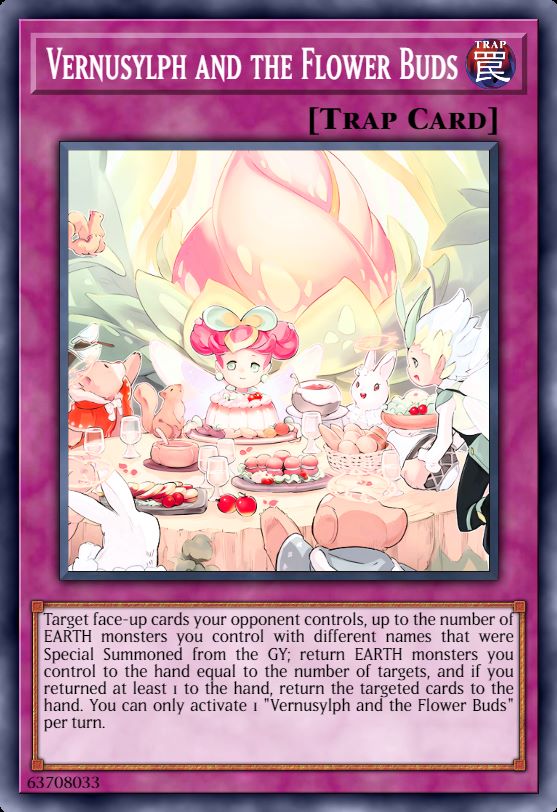 VERNUSYLPH AND THE FLOWER BUDS
TRAP
罠
[TRAP CARD]
Target face-up cards your opponent controls, up to the number of
EARTH monsters you control with different names that were
Special Summoned from the GY; return EARTH monsters you
control to the hand equal to the number of targets, and if you
returned at least 1 to the hand, return the targeted cards to the
hand. You can only activate 1 "Vernusylph and the Flower Buds"
per turn.
63708033